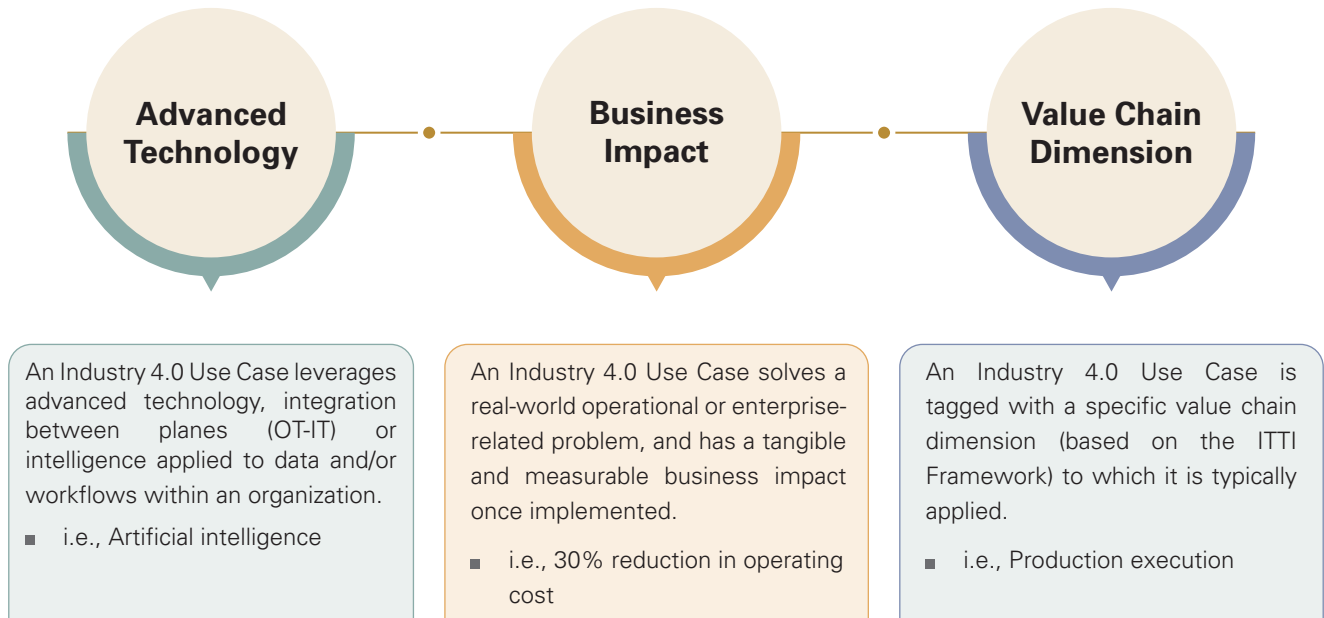 Advanced
Technology
Business
Impact
Value Chain
Dimension
An Industry 4.0 Use Case leverages
advanced technology, integration
between planes (OT-IT) or
intelligence applied to data and/or
workflows within an organization.
■ i.e., Artificial intelligence
An Industry 4.0 Use Case solves a
real-world operational or enterprise-
related problem, and has a tangible
and measurable business impact
once implemented.
■ i.e., 30% reduction in operating
cost
An Industry 4.0 Use Case is
tagged with a specific value chain
dimension (based on the ITTI
Framework) to which it is typically
applied.
■ i.e., Production execution